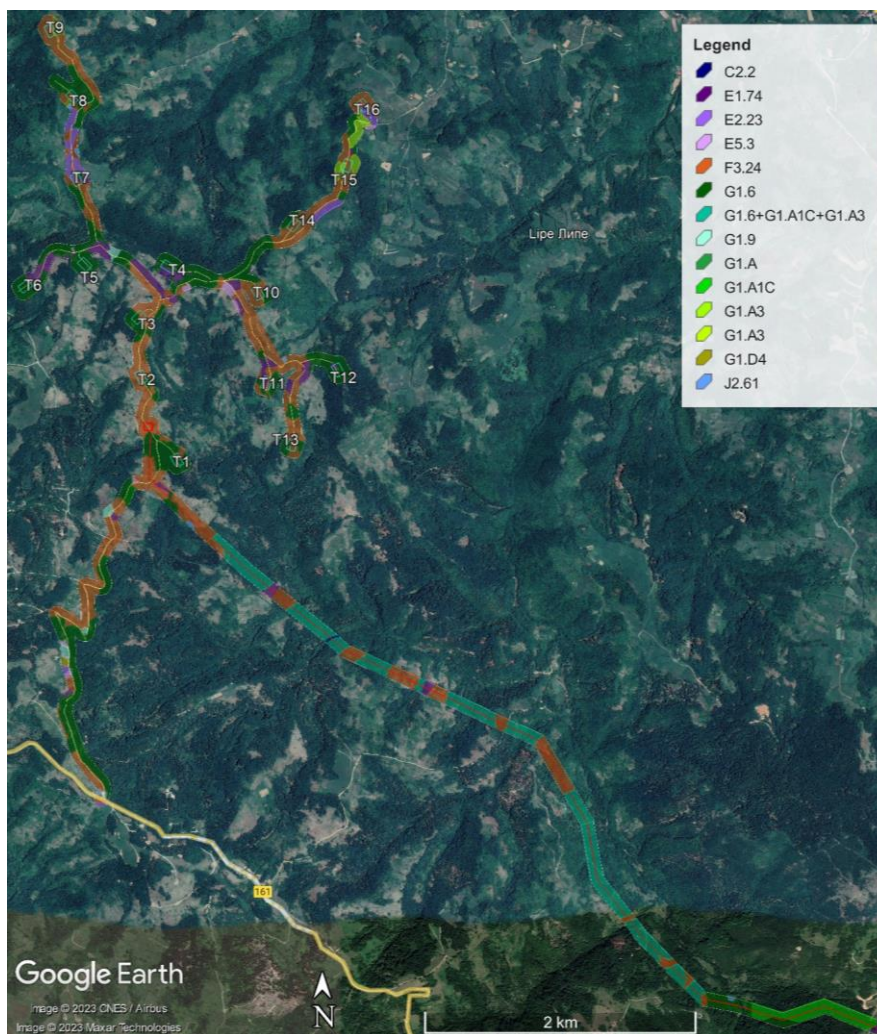 T9
T8
T7
T16
T15
T14
Lipe Липе
T5
T4
T6
T10
T3
T2
T11
T12
T13
T1
Legend
C2.2
E1.74
E2.23
E5.3
F3.24
G1.6
G1.6+G1.A1C+G1.A3
G1.9
G1.A
G1.A1C
G1.A3
G1.A3
G1.D4
J2.61
161
Google Earth
Image © 2023 CNES / Airbus
Image © 2023 Maxar Technologies
N
2 km